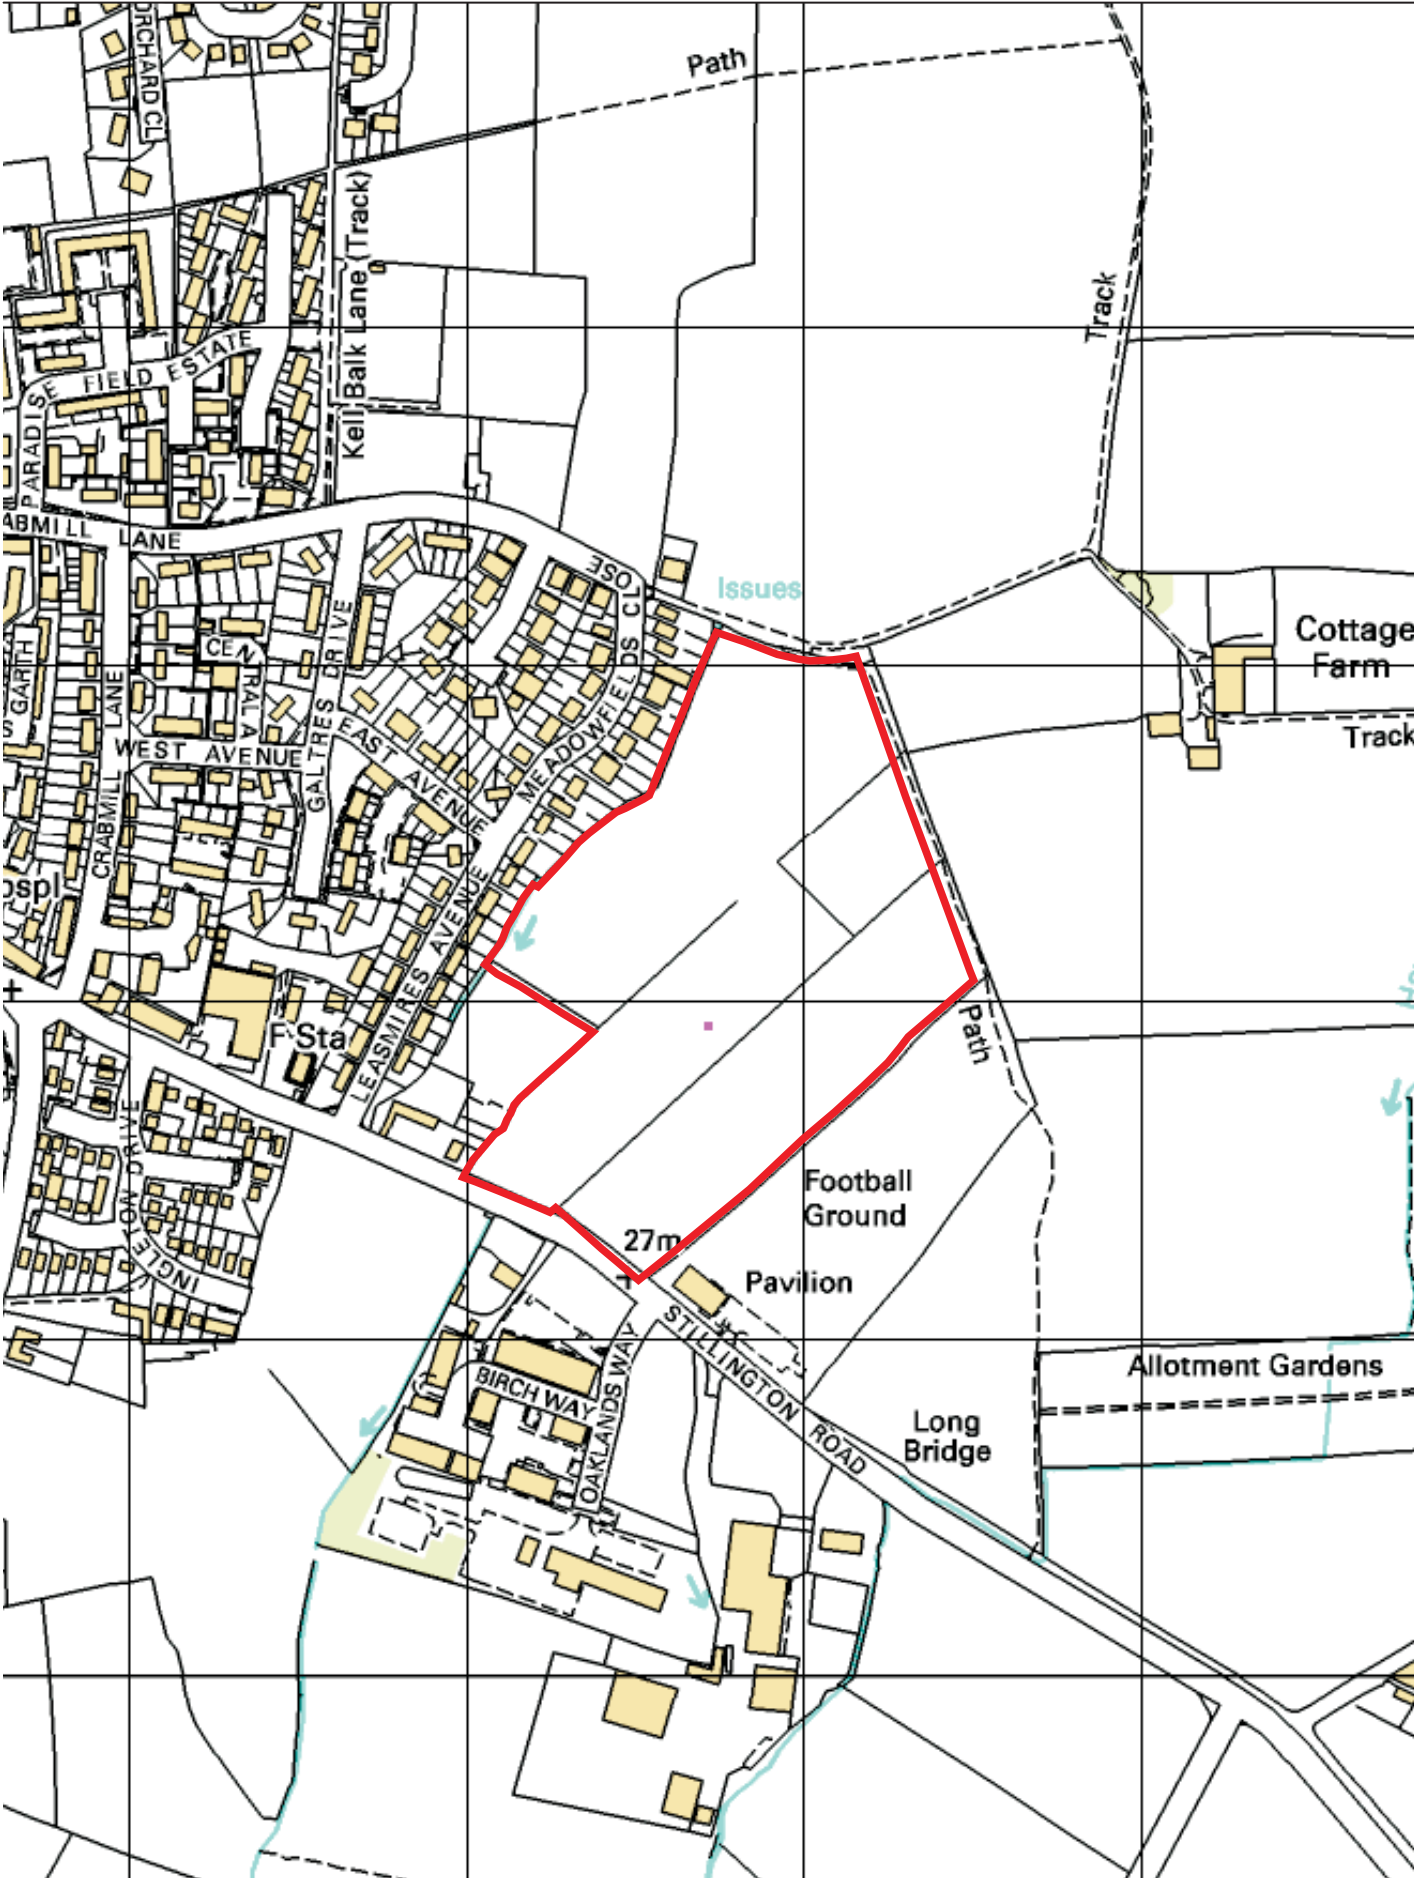 ORCHARD CL
Path
Kell Balk Lane (Track)
Track
PARADISE FIELD ESTATE
ABMILL LANE
OSE
Issues
MEADOWFIELDS CL
Cottage
Farm
Track
S GARTH
CRABMILL LANE
CENTRAL A
WEST AVENUE
GALTRES DRIVE
EAST AVENUE
LEASMIRES AVENUE
ospl
F Sta
Path
INGLETON DRIVE
Football
Ground
27m
Pavilion
STILLINGTON ROAD
BIRCH WAY
OAKLANDS WAY
Allotment Gardens
Long
Bridge